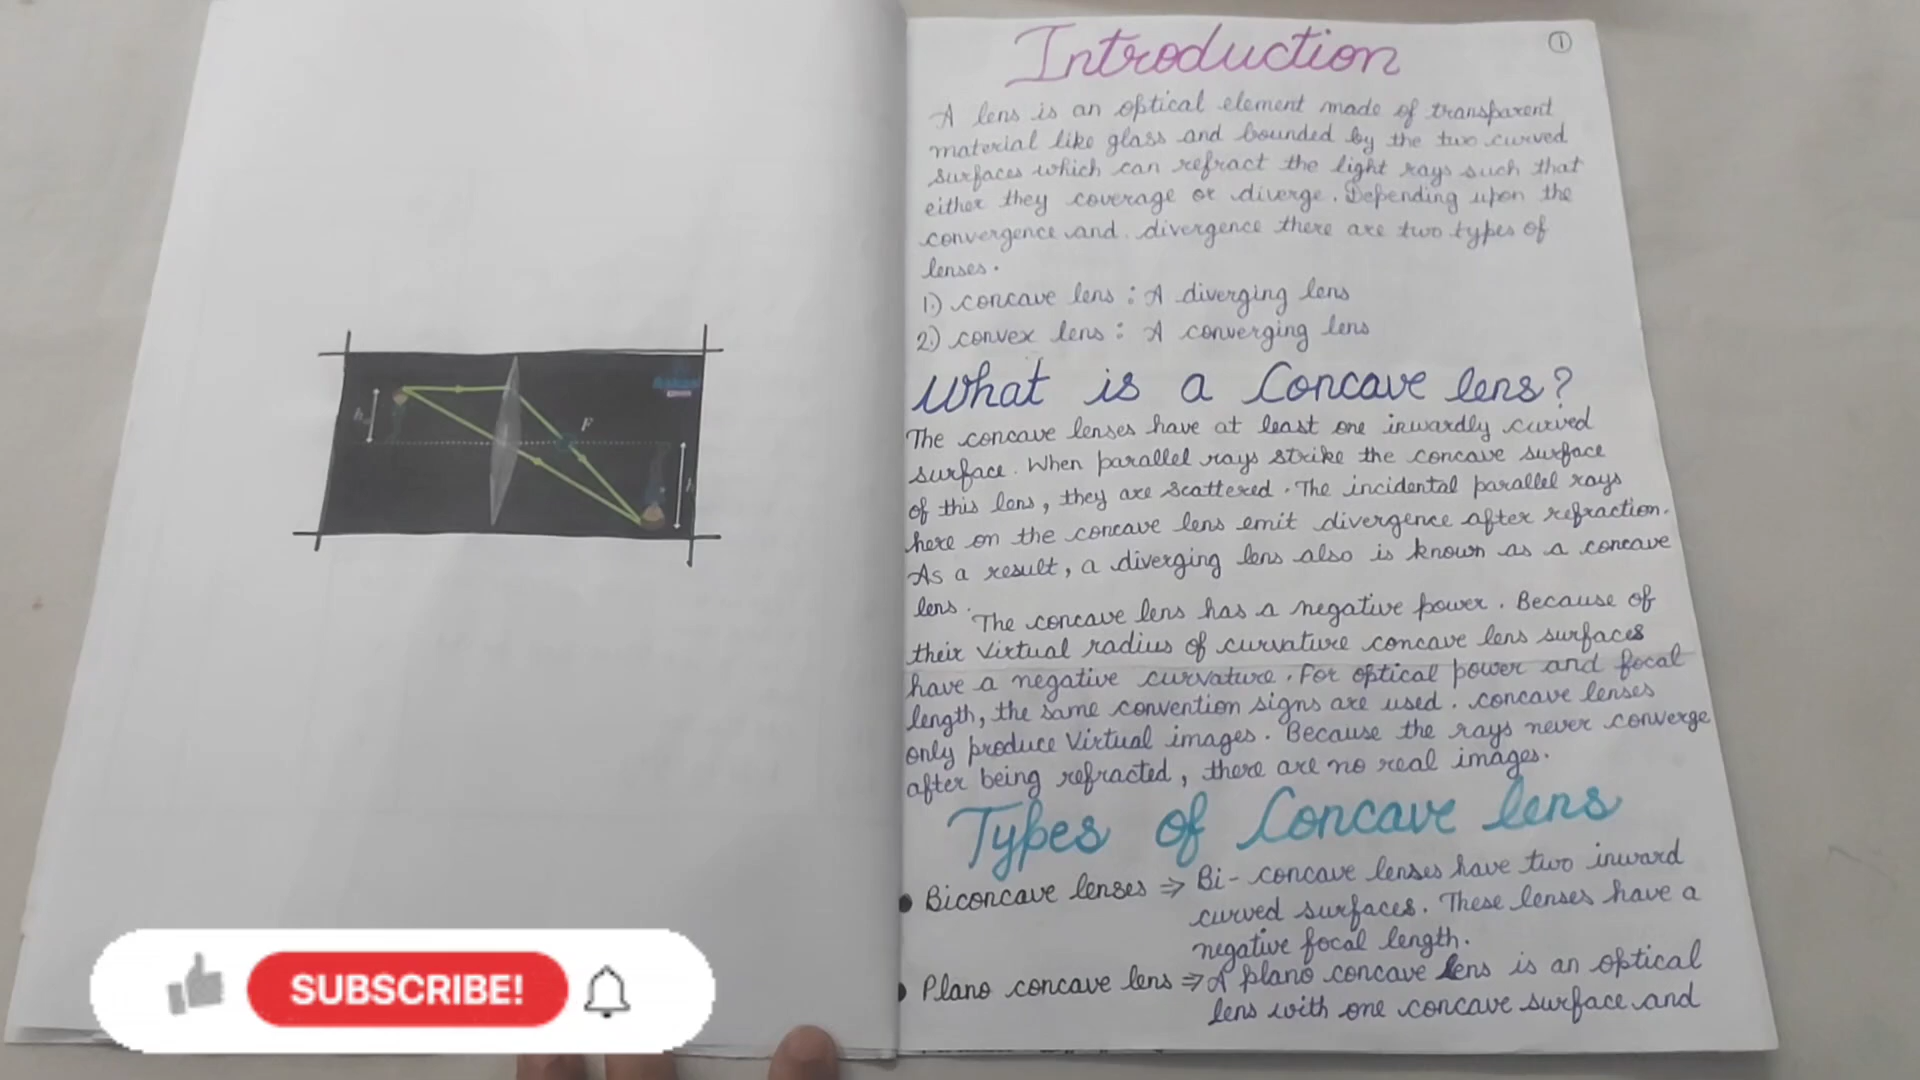 F
h
Introduction
1
A lens is an optical element made of transparent
material like glass and bounded by the two curved
surfaces which can refract the light rays such that
either they coverage or diverge. Depending upon the
convergence and. divergence there are two types of
lenses.
1.) concave lens : A diverging lens
2.) convex lens : A converging lens
What is a Concave lens?
The concave lenses have at least one inwardly curved
surface. When parallel rays strike the concave surface
of this lens, they are scattered. The incidental parallel rays
here on the concave lens emit divergence after refraction.
As a result, a diverging lens also is known as a concave
lens.
The concave lens has a negative power. Because of
their Virtual radius of curvature concave lens surfaces
have a negative curvature. For optical power and focal
length, the same convention signs are used. concave lenses
only produce Virtual images. Because the rays never converge
after being refracted, there are no real images.
Types of Concave lens
• Biconcave lenses ⇒ Bi-concave lenses have two inward
curved surfaces. These lenses have a
negative focal length.
• Plano concave lens ⇒ A plano concave lens is an optical
lens with one concave surface and
SUBSCRIBE!